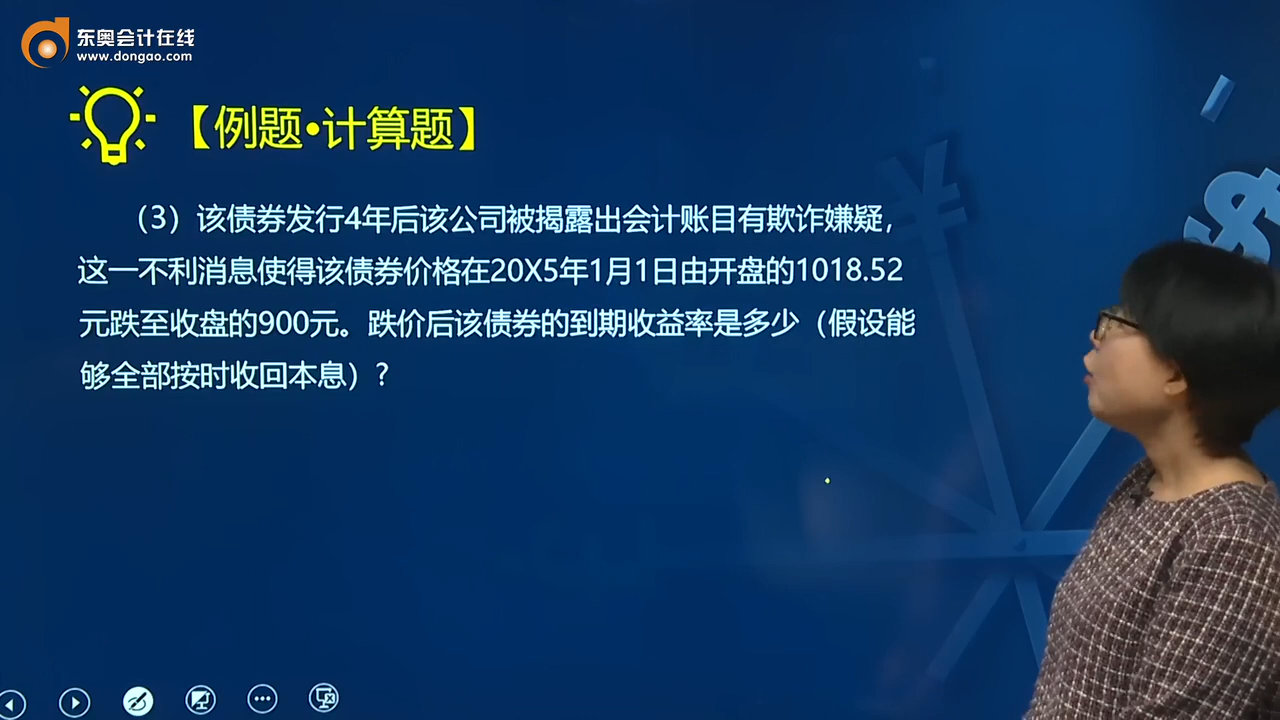 东奥会计在线
www.dongao.com
【例题•计算题】
（3）该债券发行4年后该公司被揭露出会计账目有欺诈嫌疑，
这一不利消息使得该债券价格在20X5年1月1日由开盘的1018.52
元跌至收盘的900元。跌价后该债券的到期收益率是多少（假设能
够全部按时收回本息）？